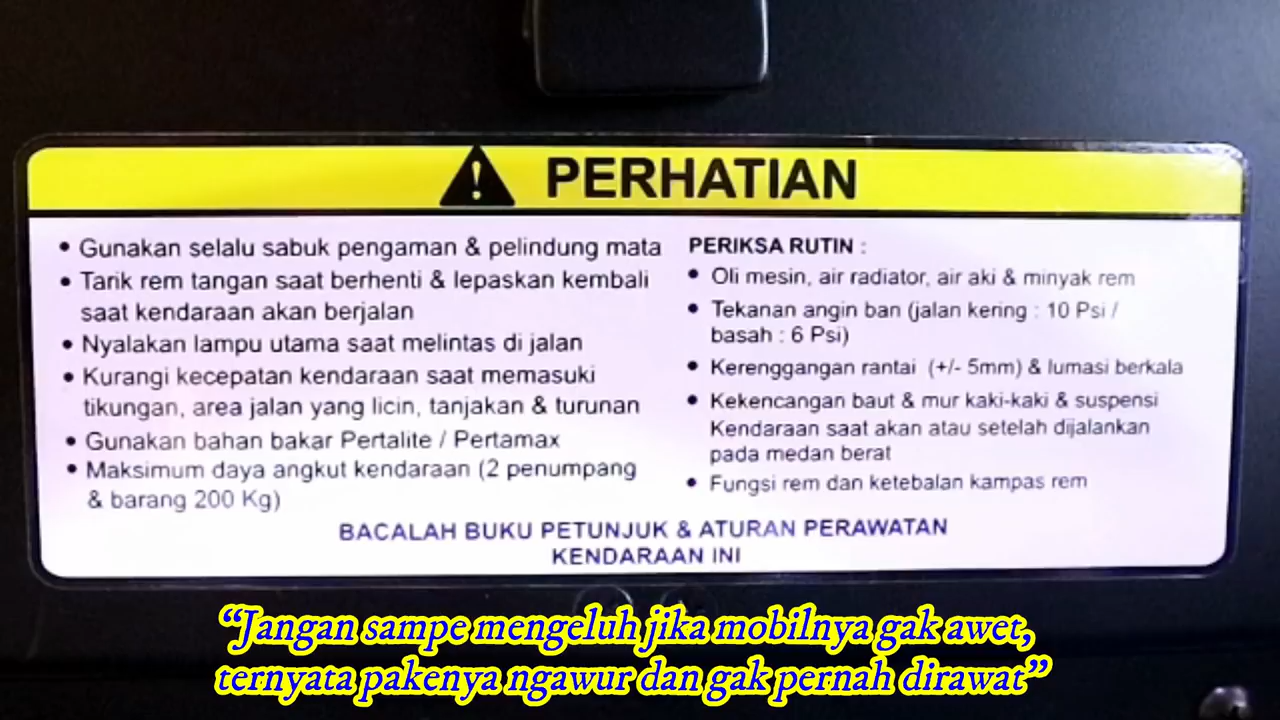 PERHATIAN
• Gunakan selalu sabuk pengaman & pelindung mata
• Tarik rem tangan saat berhenti & lepaskan kembali
saat kendaraan akan berjalan
• Nyalakan lampu utama saat melintas di jalan
• Kurangi kecepatan kendaraan saat memasuki
tikungan, area jalan yang licin, tanjakan & turunan
• Gunakan bahan bakar Pertalite / Pertamax
• Maksimum daya angkut kendaraan (2 penumpang
& barang 200 Kg)
PERIKSA RUTIN :
• Oli mesin, air radiator, air aki & minyak rem
• Tekanan angin ban (jalan kering : 10 Psi /
basah : 6 Psi)
• Kerenggangan rantai (+/- 5mm) & lumasi berkala
• Kekencangan baut & mur kaki-kaki & suspensi
Kendaraan saat akan atau setelah dijalankan
pada medan berat
• Fungsi rem dan ketebalan kampas rem
BACALAH BUKU PETUNJUK & ATURAN PERAWATAN
KENDARAAN INI
“Jangan sampe mengeluh jika mobilnya gak awet,
ternyata pakenya ngawur dan gak pernah dirawat”